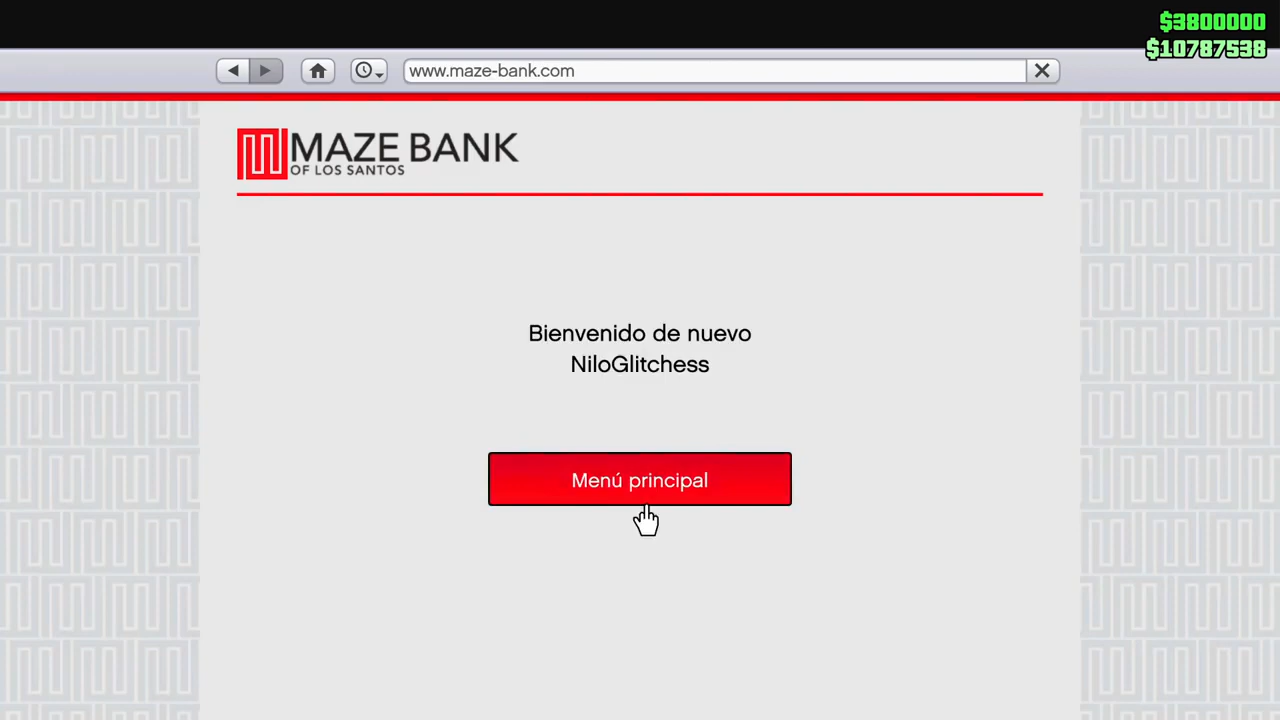 $3800000
$10787538
www.maze-bank.com
MAZE BANK
OF LOS SANTOS
Bienvenido de nuevo
NiloGlitchess
Menú principal